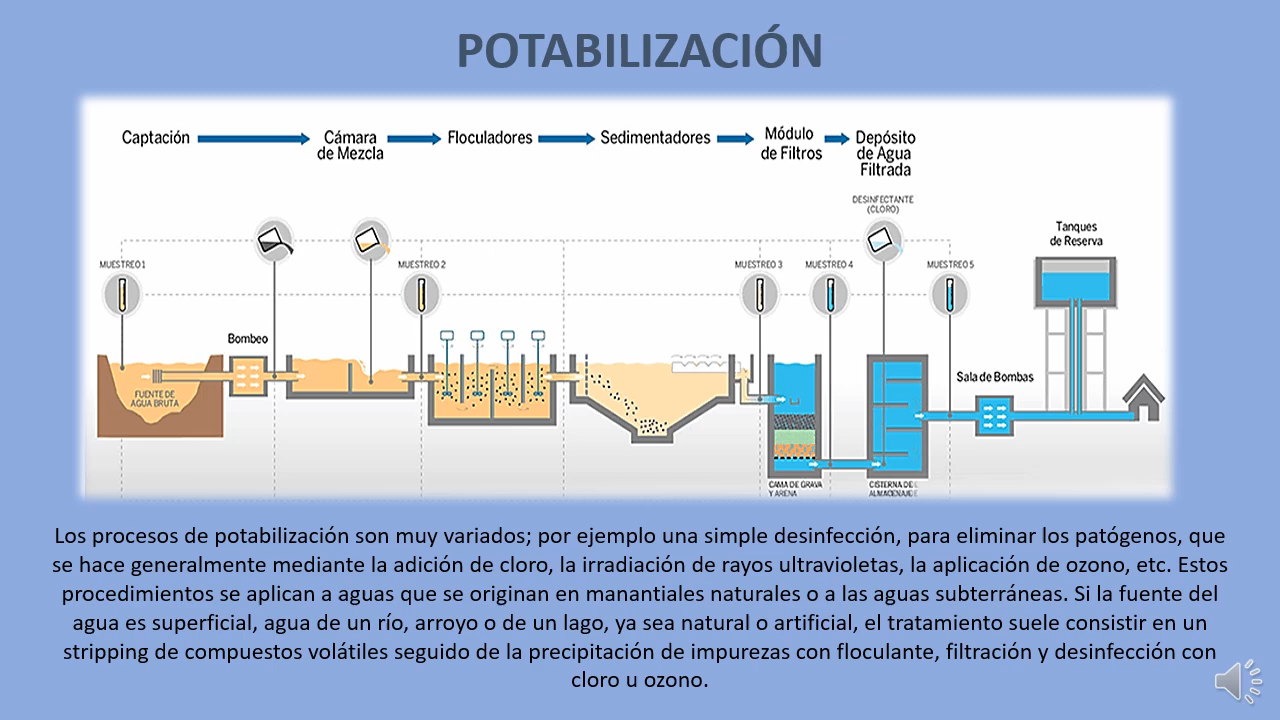 POTABILIZACIÓN
Captación
Cámara
de Mezcla
Floculadores
Sedimentadores
Módulo
de Filtros
Depósito
de Agua
Filtrada
DESINFECTANTE
(CLORO)
Tanques
de Reserva
MUESTREO 1
MUESTREO 2
MUESTREO 3
MUESTREO 4
MUESTREO 5
Bombeo
FUENTE DE
AGUA BRUTA
Sala de Bombas
CAMA DE GRAVA
Y ARENA
CISTERNA DE
ALMACENAJE
Los procesos de potabilización son muy variados; por ejemplo una simple desinfección, para eliminar los patógenos, que
se hace generalmente mediante la adición de cloro, la irradiación de rayos ultravioletas, la aplicación de ozono, etc. Estos
procedimientos se aplican a aguas que se originan en manantiales naturales o a las aguas subterráneas. Si la fuente del
agua es superficial, agua de un río, arroyo o de un lago, ya sea natural o artificial, el tratamiento suele consistir en un
stripping de compuestos volátiles seguido de la precipitación de impurezas con floculante, filtración y desinfección con
cloro u ozono.